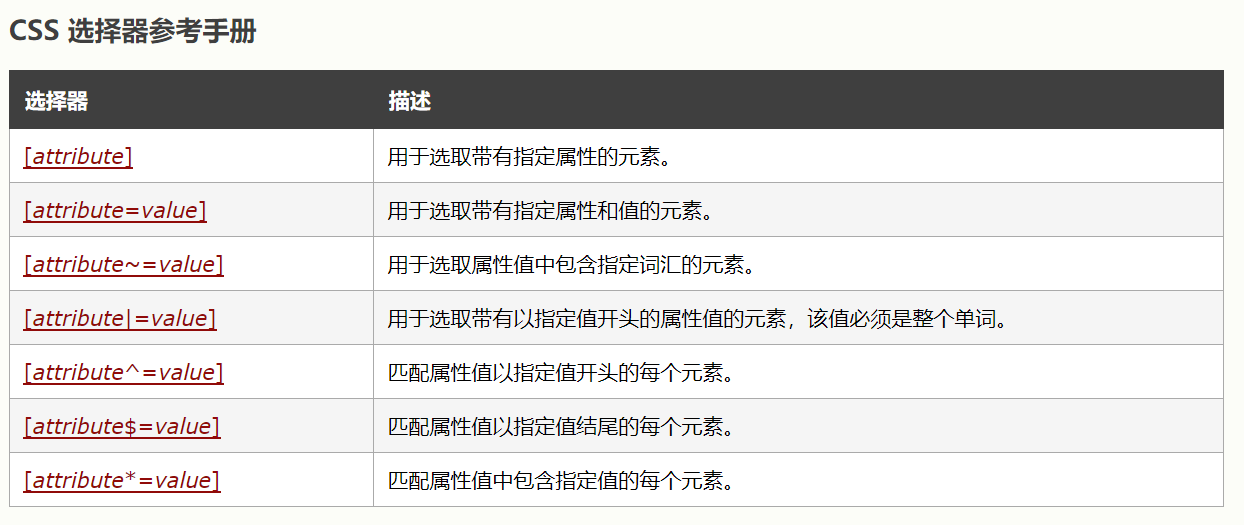 CSS 选择器参考手册
选择器 描述
[attribute] 用于选取带有指定属性的元素。
[attribute=value] 用于选取带有指定属性和值的元素。
[attribute~=value] 用于选取属性值中包含指定词汇的元素。
[attribute|=value] 用于选取带有以指定值开头的属性值的元素，该值必须是整个单词。
[attribute^=value] 匹配属性值以指定值开头的每个元素。
[attribute$=value] 匹配属性值以指定值结尾的每个元素。
[attribute*=value] 匹配属性值中包含指定值的每个元素。